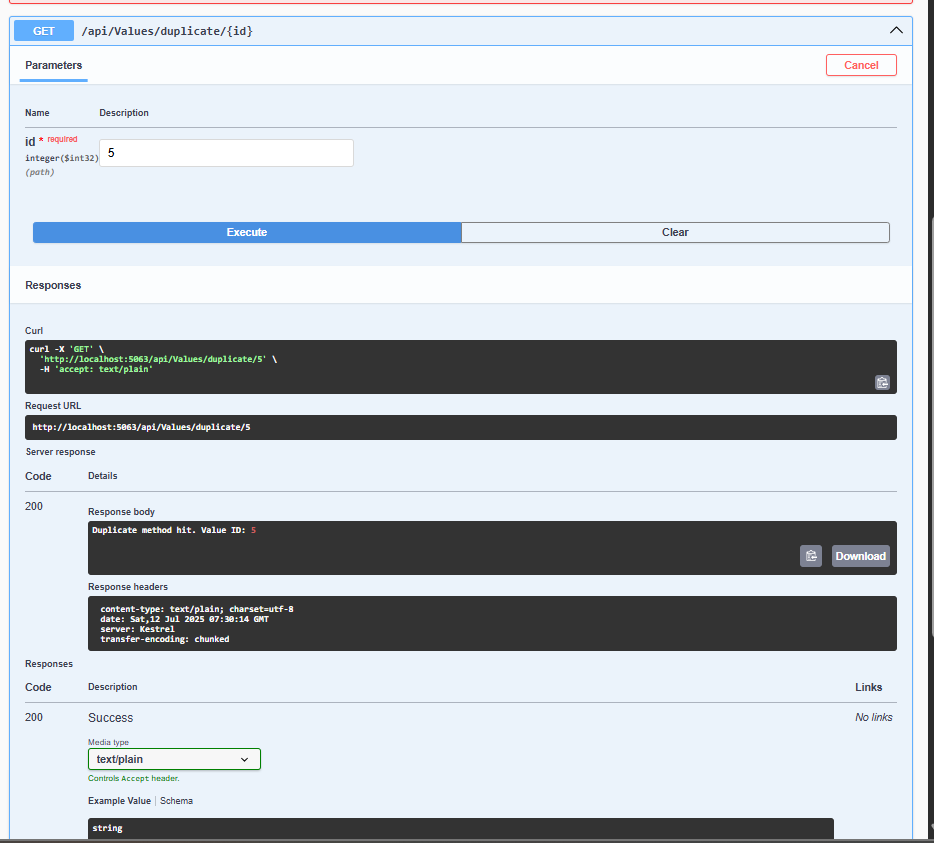 GET /api/Values/duplicate/{id}
Parameters
Cancel
Name Description
id * required
integer($int32)
(path)
5
Execute Clear
Responses
Curl
curl -X 'GET' \
'http://localhost:5063/api/Values/duplicate/5' \
-H 'accept: text/plain'
Request URL
http://localhost:5063/api/Values/duplicate/5
Server response
Code Details
200
Response body
Duplicate method hit. Value ID: 5
Download
Response headers
content-type: text/plain; charset=utf-8
date: Sat,12 Jul 2025 07:30:14 GMT
server: Kestrel
transfer-encoding: chunked
Responses
Code Description Links
200 Success No links
Media type
text/plain
Controls Accept header.
Example Value | Schema
string